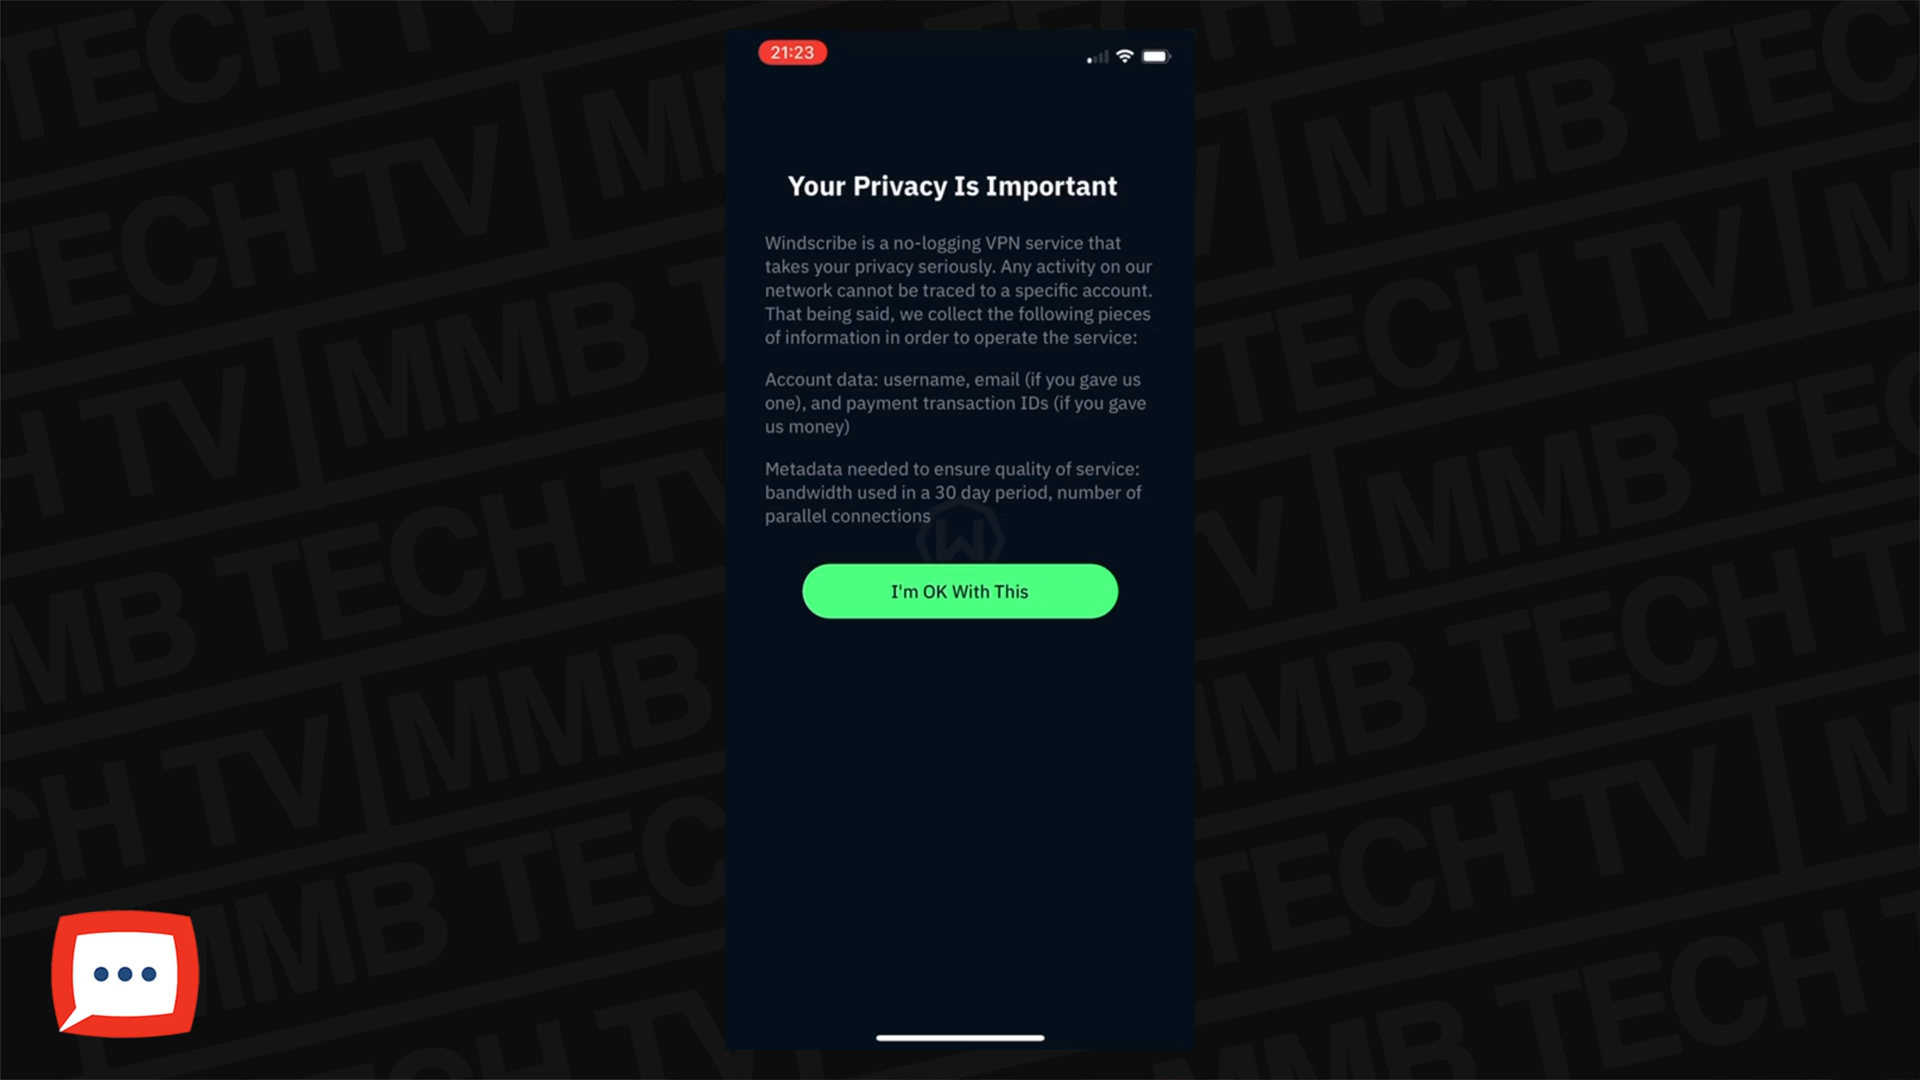 21:23
Your Privacy Is Important
Windscribe is a no-logging VPN service that
takes your privacy seriously. Any activity on our
network cannot be traced to a specific account.
That being said, we collect the following pieces
of information in order to operate the service:
Account data: username, email (if you gave us
one), and payment transaction IDs (if you gave
us money)
Metadata needed to ensure quality of service:
bandwidth used in a 30 day period, number of
parallel connections
I'm OK With This
MMB TECH TV